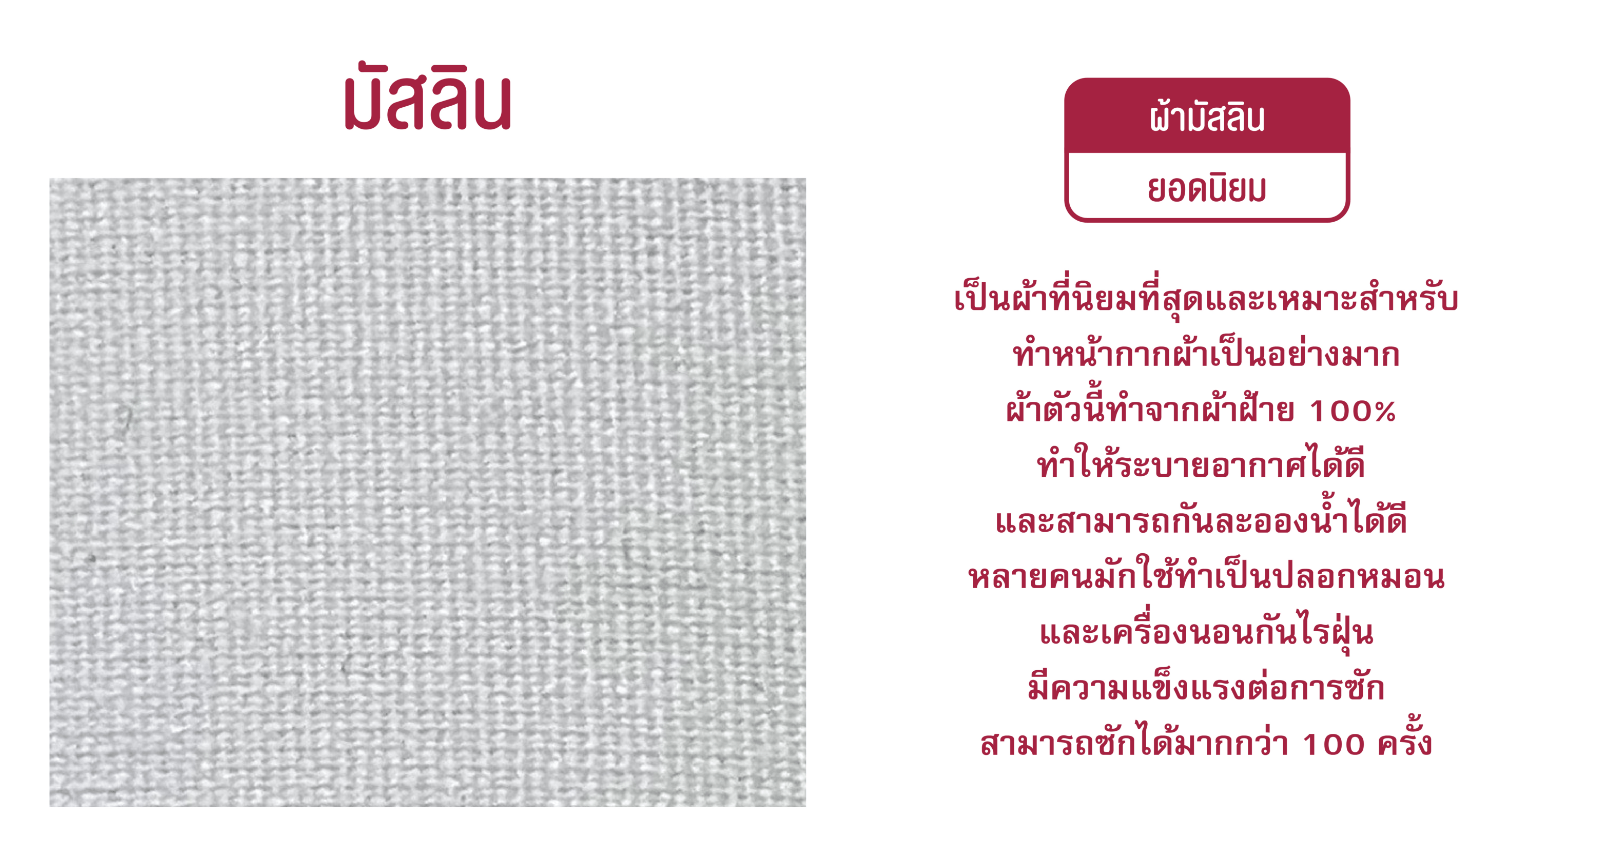 มัสลิน
ผ้ามัสลิน
ยอดนิยม
เป็นผ้าที่นิยมที่สุดและเหมาะสำหรับ
ทำหน้ากากผ้าเป็นอย่างมาก
ผ้าตัวนี้ทำจากผ้าฝ้าย 100%
ทำให้ระบายอากาศได้ดี
และสามารถกันละอองน้ำได้ดี
หลายคนมักใช้ทำเป็นปลอกหมอน
และเครื่องนอนกันไรฝุ่น
มีความแข็งแรงต่อการซัก
สามารถซักได้มากกว่า 100 ครั้ง